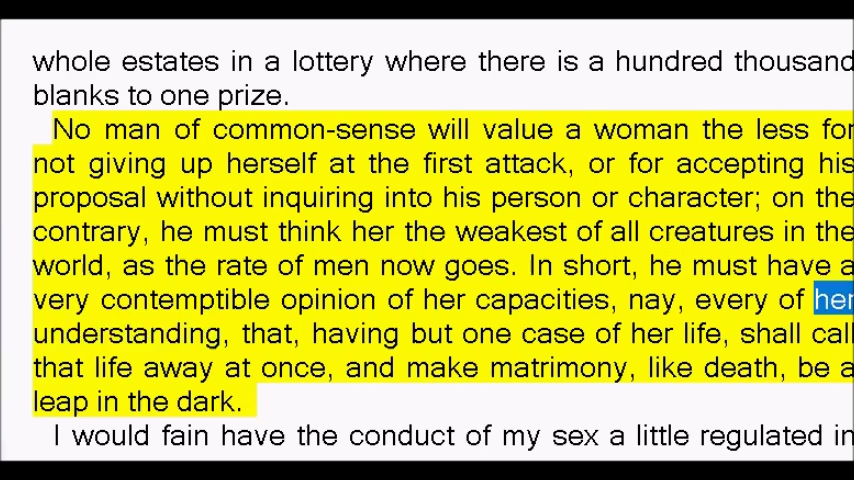 whole estates in a lottery where there is a hundred thousand
blanks to one prize.
No man of common-sense will value a woman the less for
not giving up herself at the first attack, or for accepting his
proposal without inquiring into his person or character; on the
contrary, he must think her the weakest of all creatures in the
world, as the rate of men now goes. In short, he must have a
very contemptible opinion of her capacities, nay, every of her
understanding, that, having but one case of her life, shall call
that life away at once, and make matrimony, like death, be a
leap in the dark.
I would fain have the conduct of my sex a little regulated in